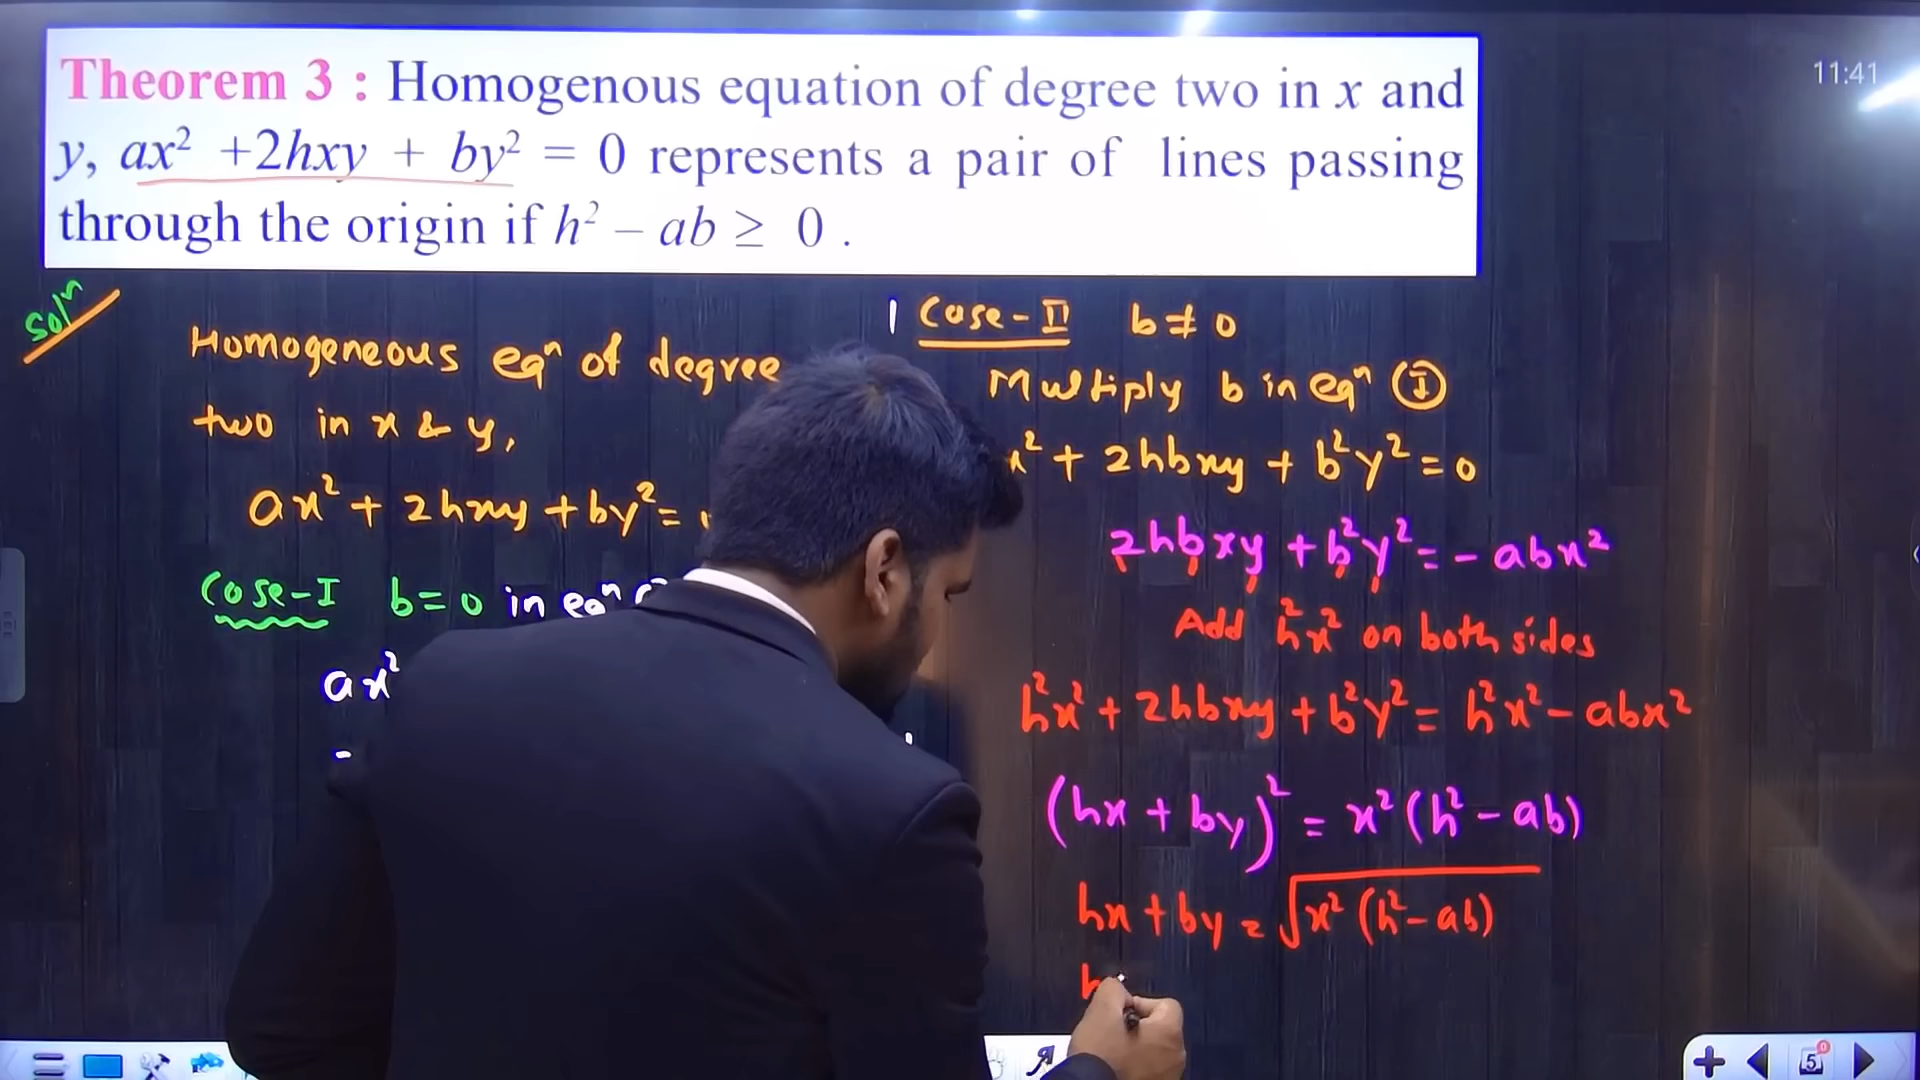 Theorem 3 : Homogenous equation of degree two in x and
y, ax² +2hxy + by² = 0 represents a pair of lines passing
through the origin if h² – ab ≥ 0 .
11:41
Solⁿ
Homogeneous eqⁿ of degree
two in x & y,
ax² + 2hxy + by² =
Case-I b = 0 in eqⁿ
ax²
Case-II b ≠ 0
Multiply b in eqⁿ Ⓘ
x² + 2hbxy + b²y² = 0
2hbxy + b²y² = - abx²
Add h²x² on both sides
h²x² + 2hbxy + b²y² = h²x² - abx²
(hx + by)² = x² (h² - ab)
hx + by = √x² (h² - ab)
h
5
0